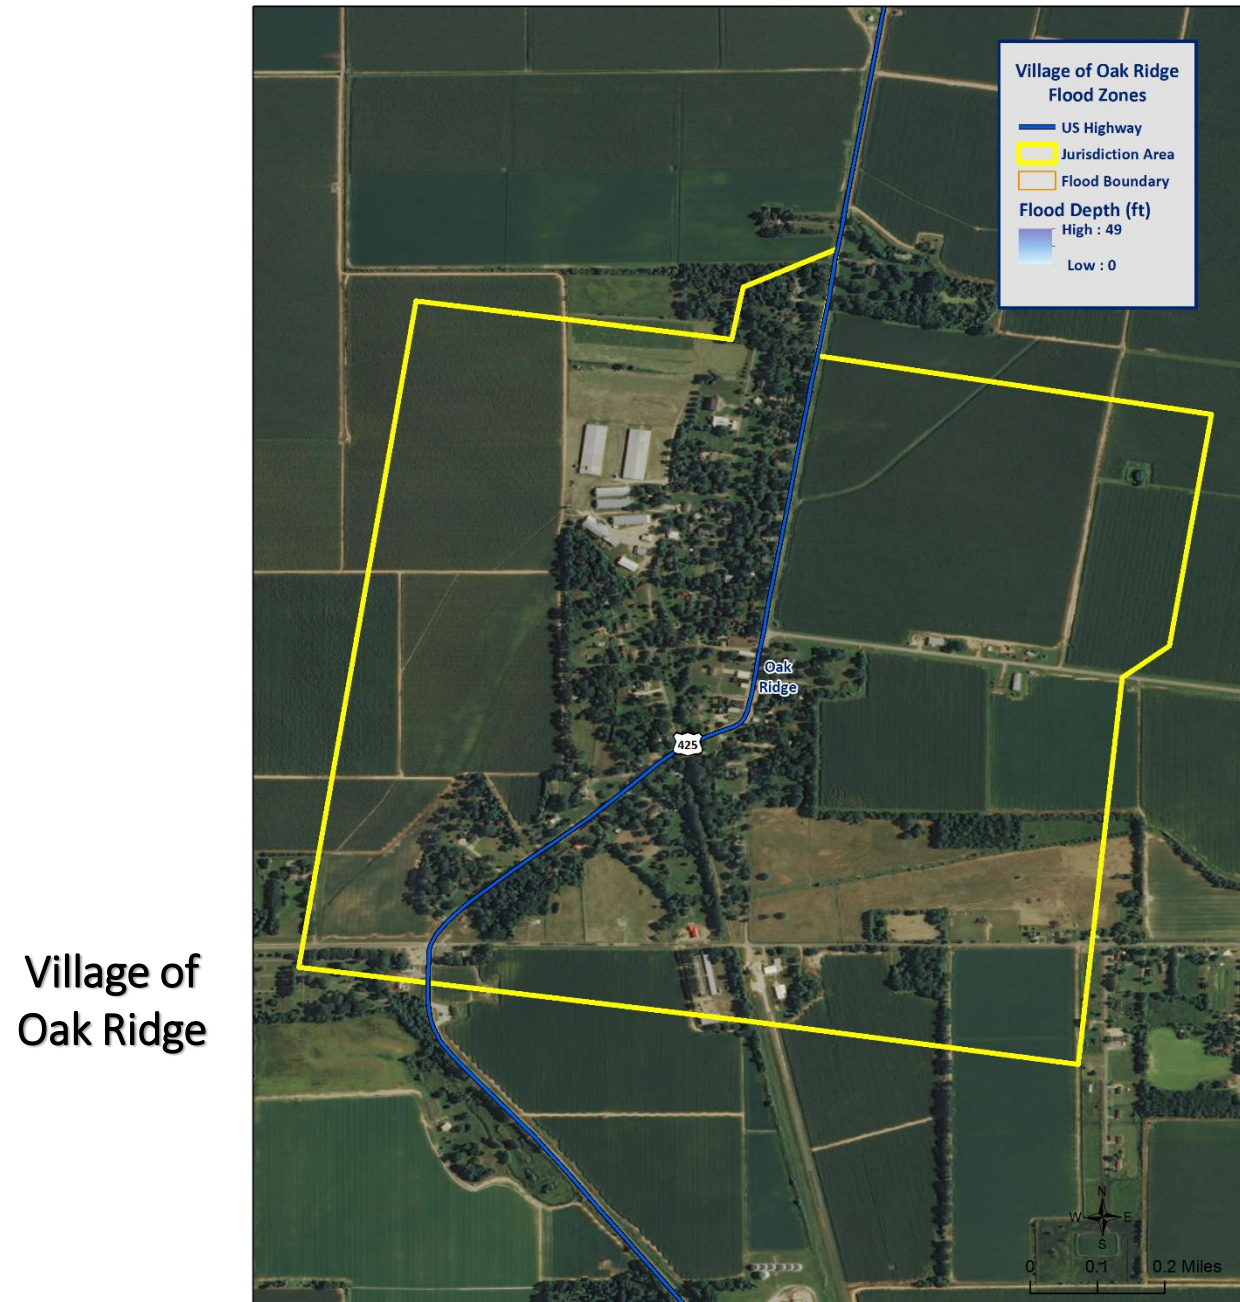 Village of Oak Ridge
Flood Zones
US Highway
Jurisdiction Area
Flood Boundary
Flood Depth (ft)
High : 49
Low : 0
Oak
Ridge
425
Village of
Oak Ridge
N
W E
S
0 0.1 0.2 Miles